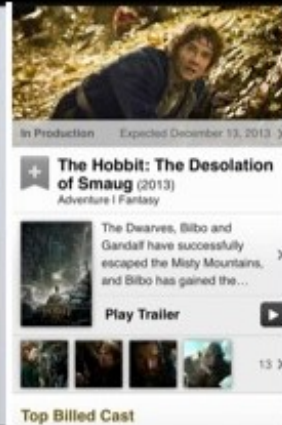 In Production Expected December 13, 2013
The Hobbit: The Desolation
of Smaug (2013)
Adventure | Fantasy
The Dwarves, Bilbo and
Gandalf have successfully
escaped the Misty Mountains,
and Bilbo has gained the...
Play Trailer
13
Top Billed Cast